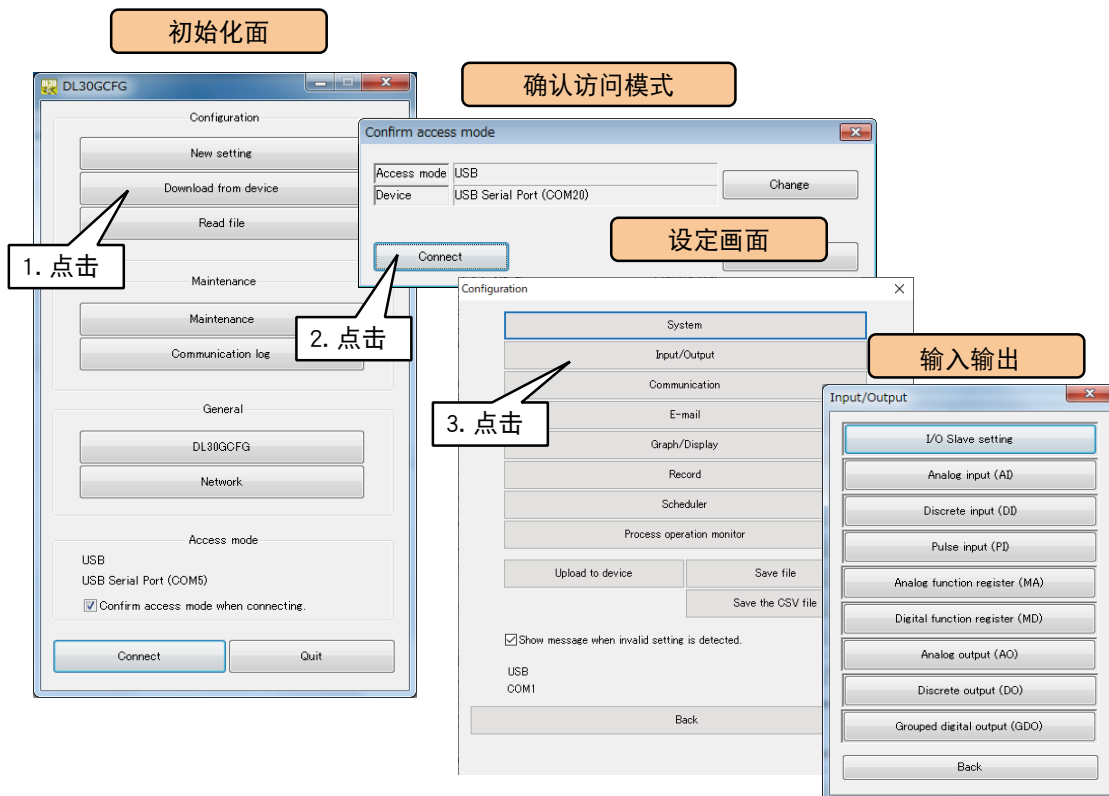 初始化面
DL30GCFG
Configuration
New setting
Download from device
Read file
1. 点击
Maintenance
Maintenance
Communication log
General
DL30GCFG
Network
Access mode
USB
USB Serial Port (COM5)
Confirm access mode when connecting.
Connect
Quit
确认访问模式
Confirm access mode
Access mode
USB
Device
USB Serial Port (COM20)
Change
Connect
2. 点击
设定画面
Configuration
System
Input/Output
Communication
E-mail
Graph/Display
Record
Scheduler
Process operation monitor
3. 点击
Upload to device
Save file
Save the CSV file
Show message when invalid setting is detected.
USB
COM1
Back
输入输出
Input/Output
I/O Slave setting
Analog input (AI)
Discrete input (DI)
Pulse input (PI)
Analog function register (MA)
Digital function register (MD)
Analog output (AO)
Discrete output (DO)
Grouped digital output (GDO)
Back